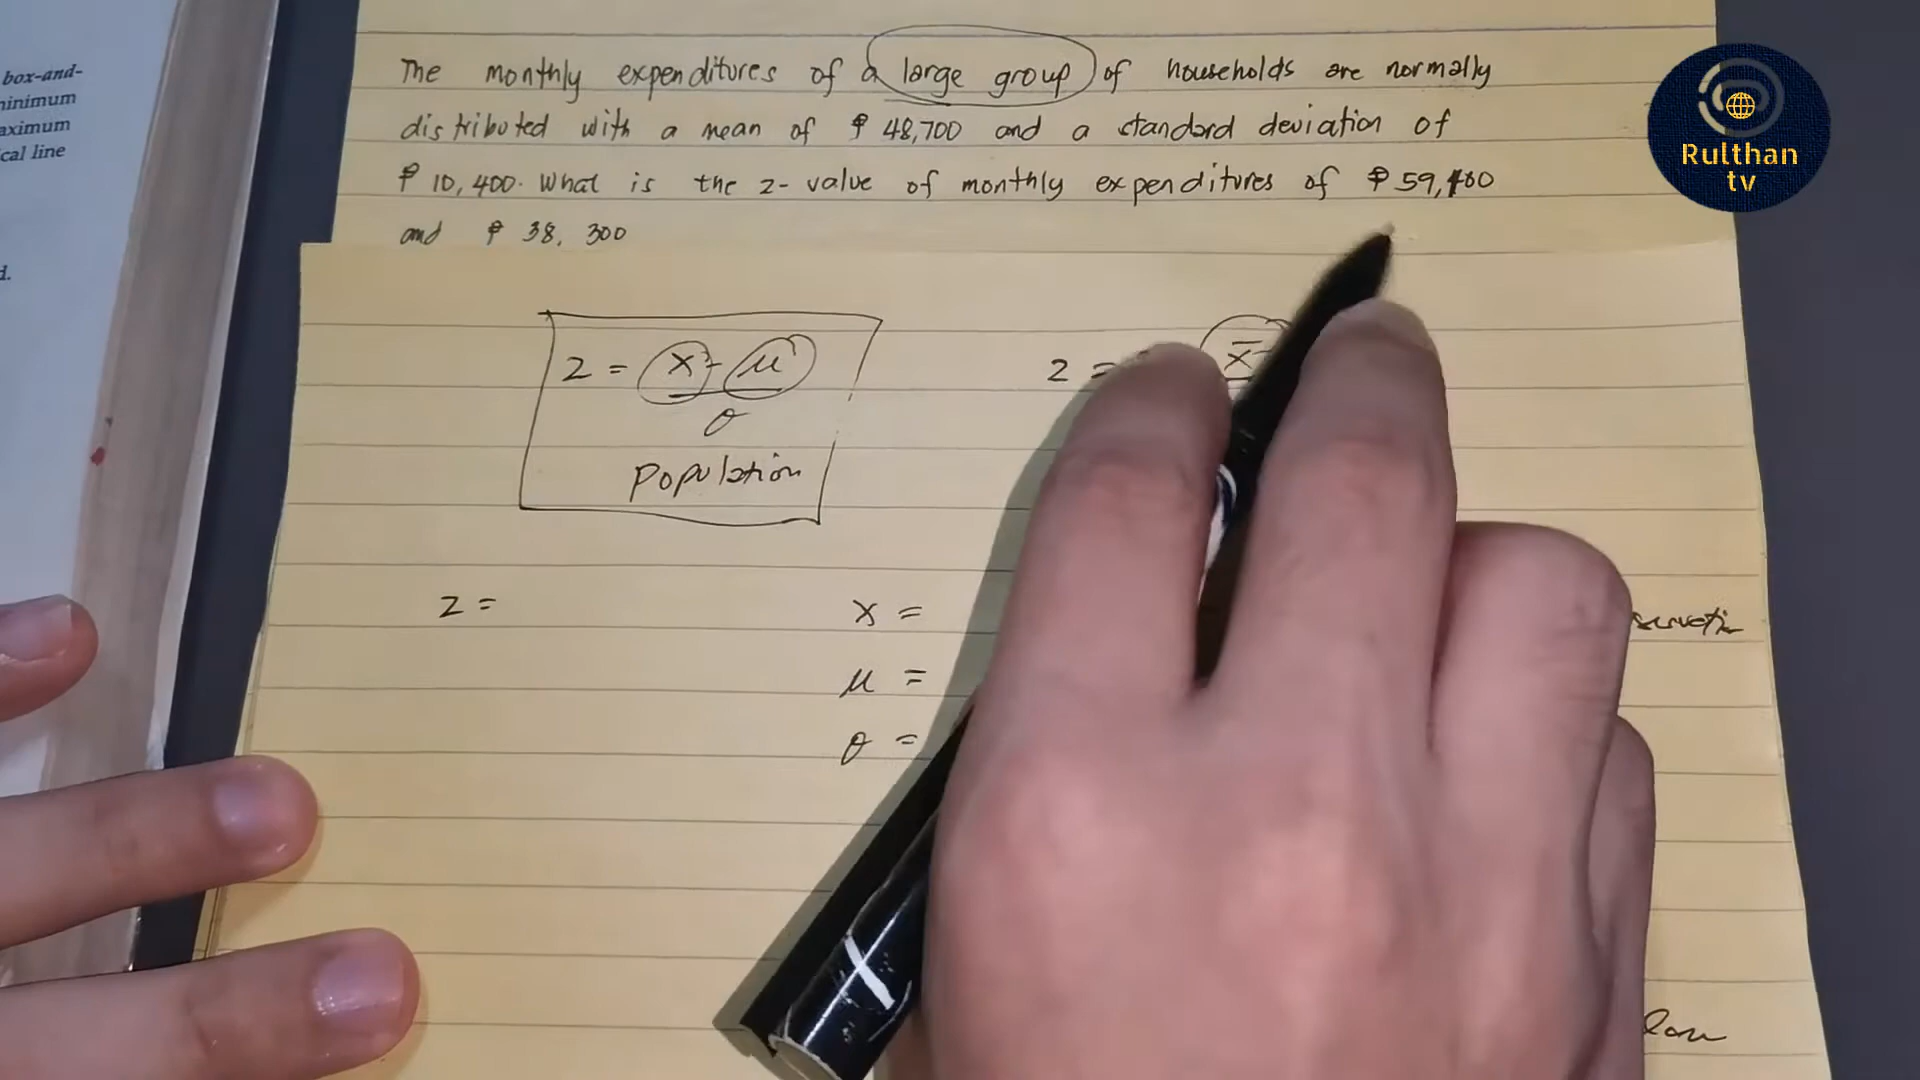 box-and-
minimum
aximum
cal line
d.
The monthly expenditures of a large group of households are normally
distributed with a mean of ₱ 48,700 and a standard deviation of
₱ 10,400. What is the z-value of monthly expenditures of ₱ 59,100
and ₱ 38,300
Rulthan
tv
z = x - μ
σ
population
z = x̄
z =
x =
μ =
σ =